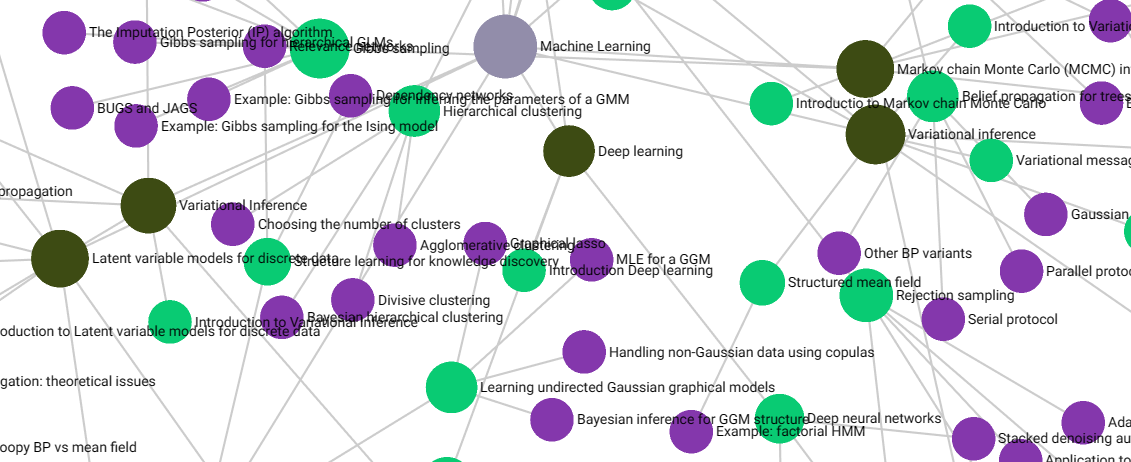 The Imputation Posterior (IP) algorithm
Gibbs sampling for hierarchical GLMs
Relevance networks
Gibbs sampling
Machine Learning
Introduction to Variatio
Markov chain Monte Carlo (MCMC) in
Dependency networks
Example: Gibbs sampling for inferring the parameters of a GMM
Hierarchical clustering
BUGS and JAGS
Example: Gibbs sampling for the Ising model
Introductio to Markov chain Monte Carlo
Belief propagation for trees
Variational inference
Deep learning
Variational messag
propagation
Variational Inference
Choosing the number of clusters
Gaussian
Agglomerative clustering
Graphical lasso
Other BP variants
Latent variable models for discrete data
Structure learning for knowledge discovery
MLE for a GGM
Introduction Deep learning
Parallel protoc
Structured mean field
Rejection sampling
Divisive clustering
Bayesian hierarchical clustering
Serial protocol
Introduction to Variational Inference
oduction to Latent variable models for discrete data
Handling non-Gaussian data using copulas
gation: theoretical issues
Learning undirected Gaussian graphical models
Bayesian inference for GGM structure
Deep neural networks
Example: factorial HMM
Ada
Stacked denoising au
oopy BP vs mean field
Application to